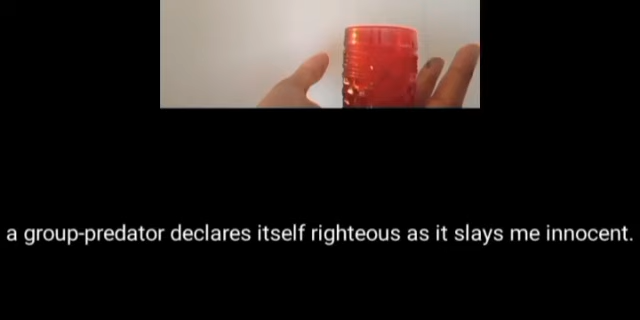 a group-predator declares itself righteous as it slays me innocent.